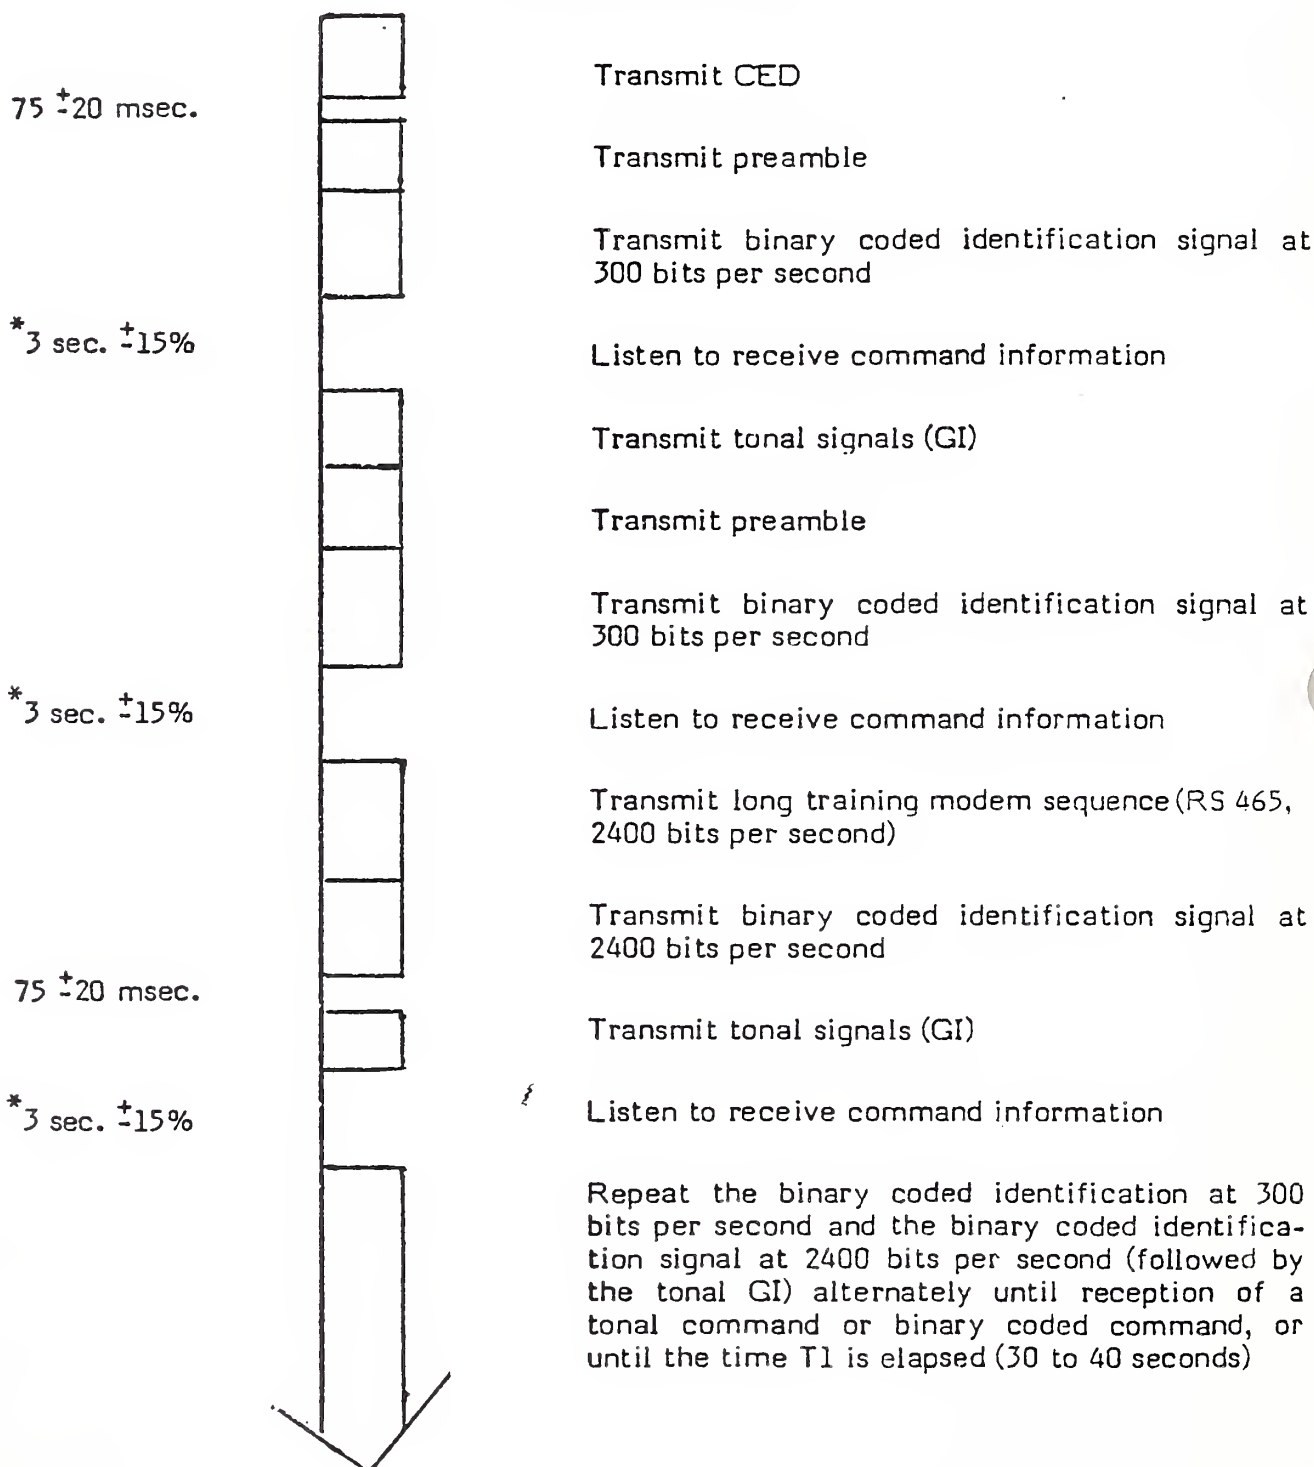 Transmit CED
75 ±20 msec.
Transmit preamble
Transmit binary coded identification signal at
300 bits per second
*3 sec. ±15%
Listen to receive command information
Transmit tonal signals (GI)
Transmit preamble
Transmit binary coded identification signal at
300 bits per second
*3 sec. ±15%
Listen to receive command information
Transmit long training modem sequence (RS 465,
2400 bits per second)
Transmit binary coded identification signal at
2400 bits per second
75 ±20 msec.
Transmit tonal signals (GI)
*3 sec. ±15%
Listen to receive command information
Repeat the binary coded identification at 300
bits per second and the binary coded identifica-
tion signal at 2400 bits per second (followed by
the tonal GI) alternately until reception of a
tonal command or binary coded command, or
until the time T1 is elapsed (30 to 40 seconds)